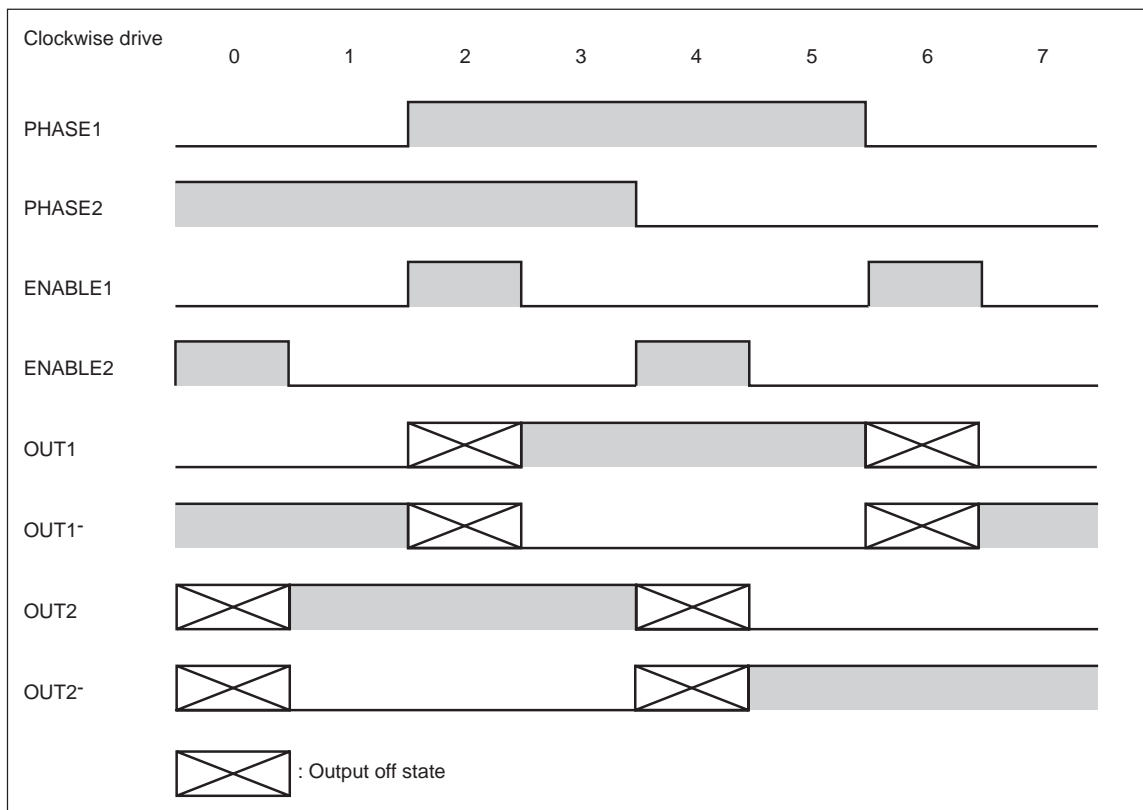 Clockwise drive
0 1 2 3 4 5 6 7
PHASE1
PHASE2
ENABLE1
ENABLE2
OUT1
OUT1-
OUT2
OUT2-
: Output off state